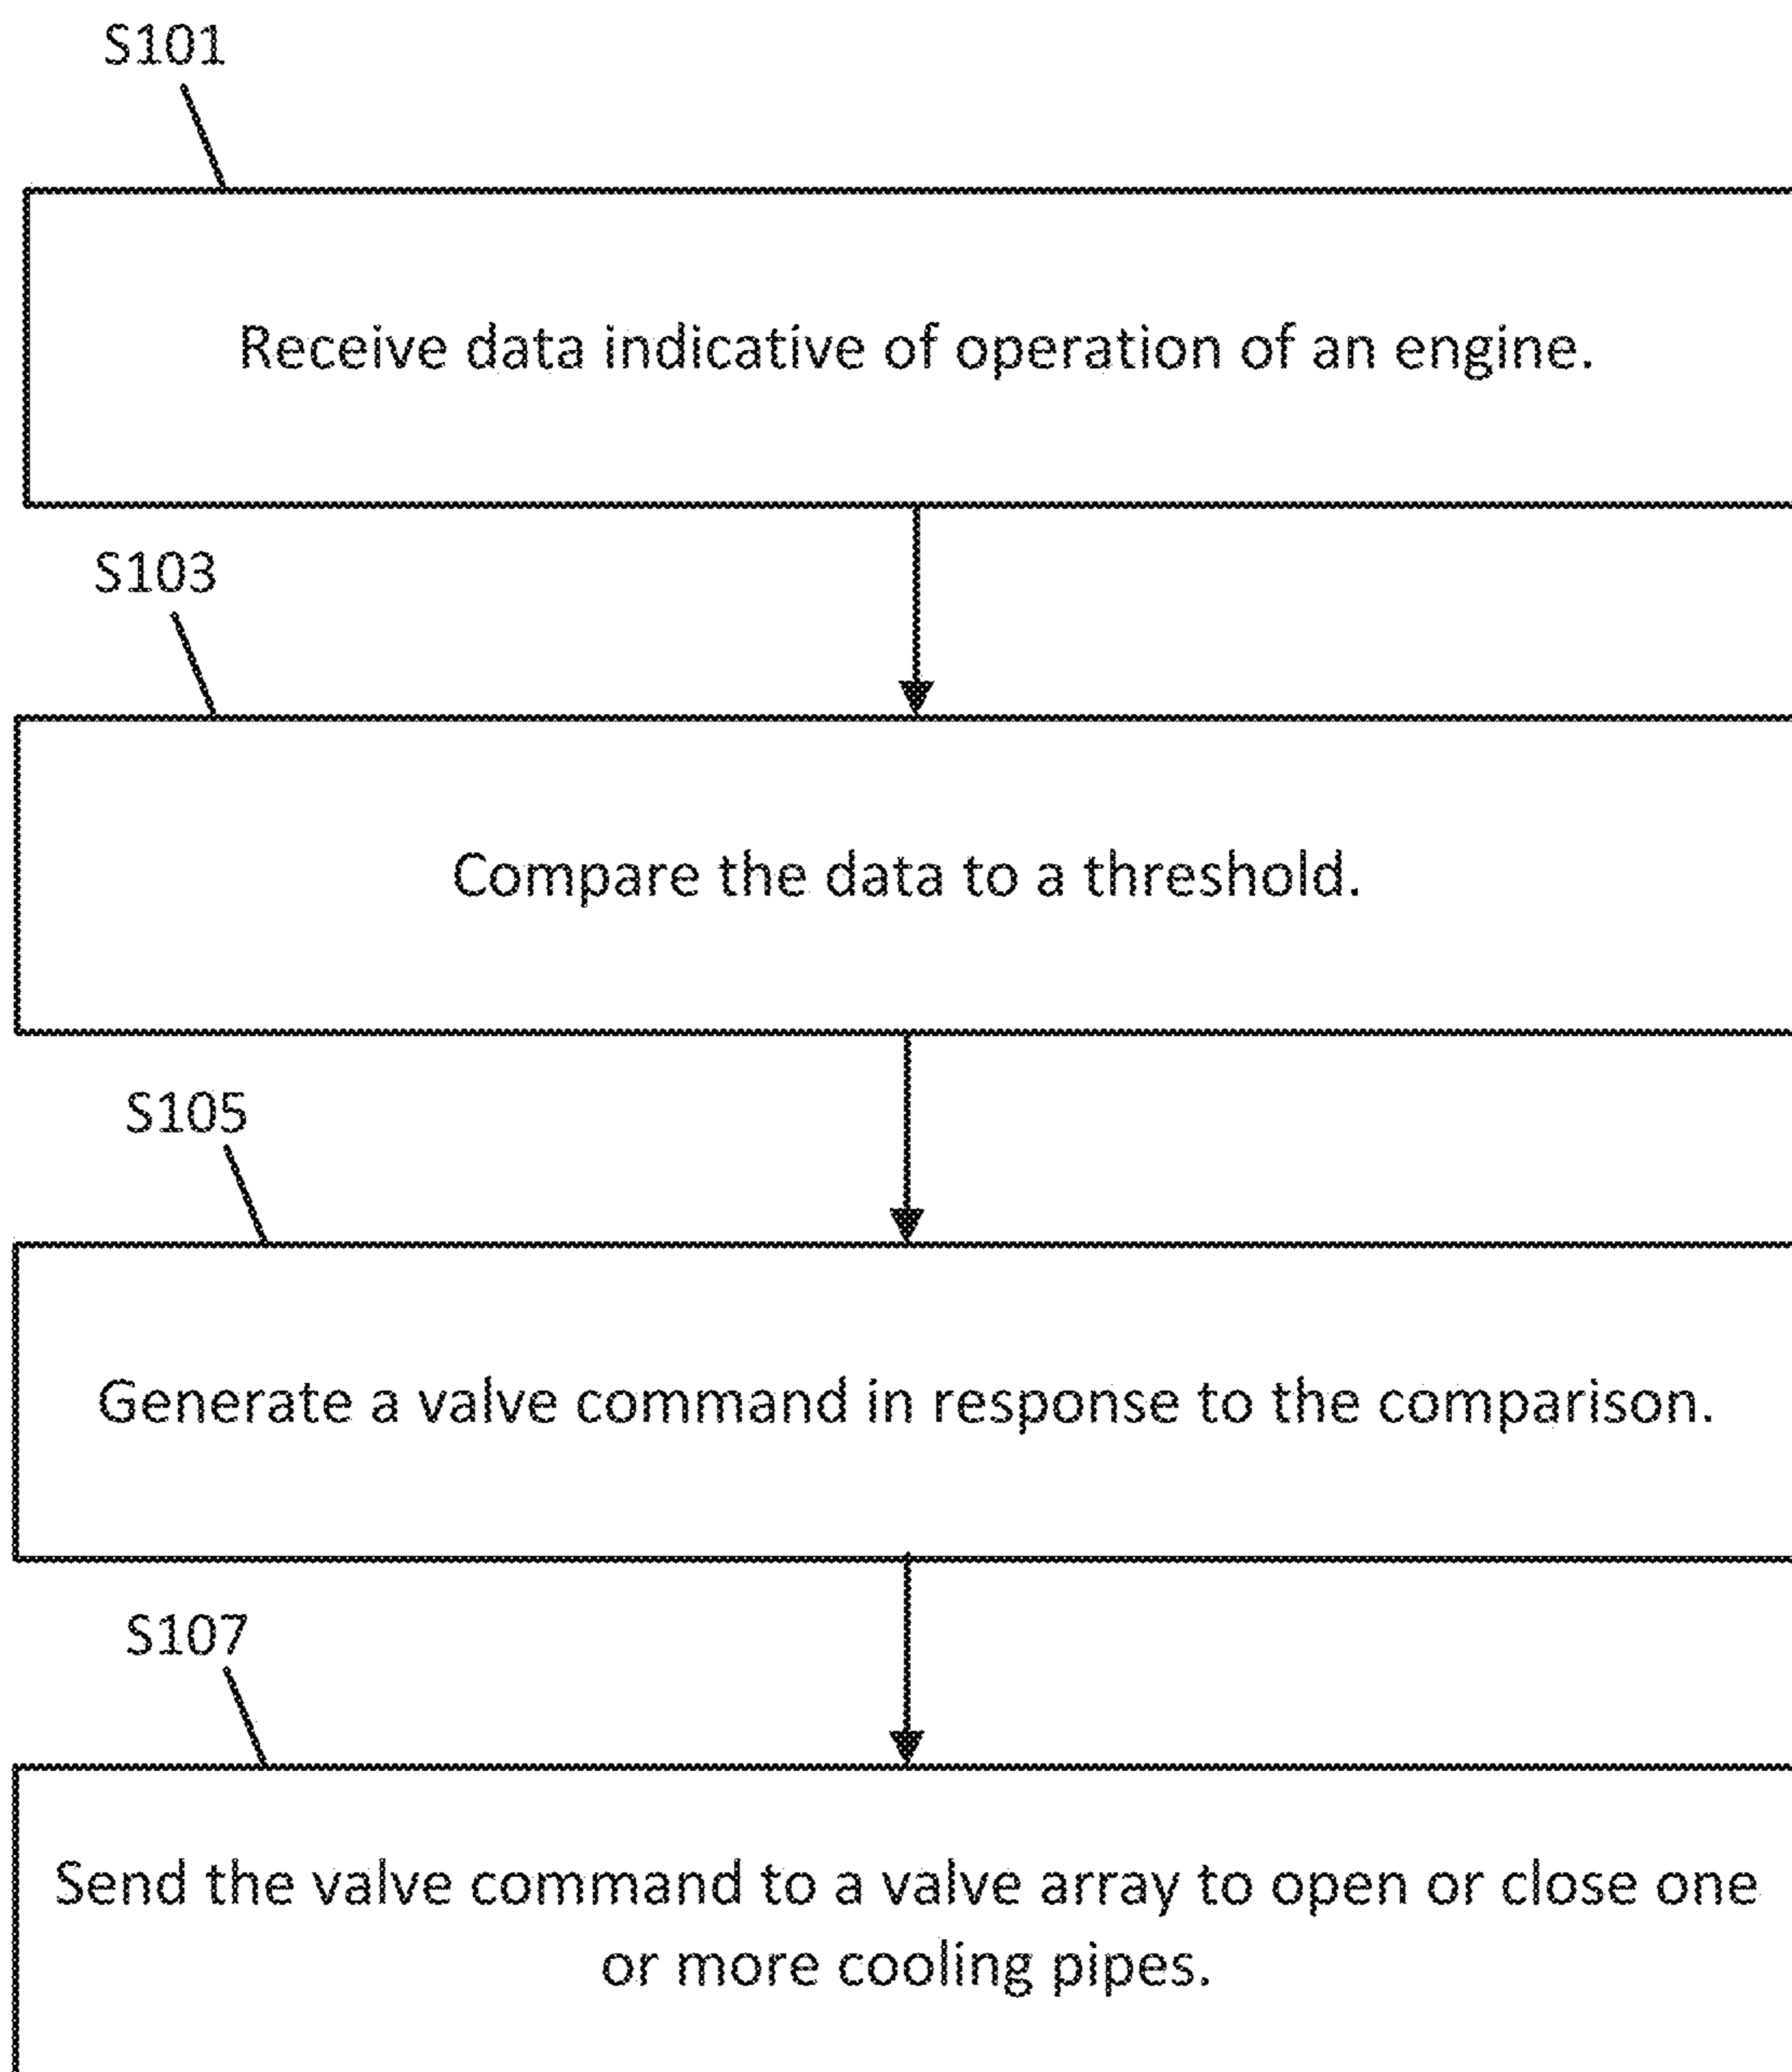 S101
Receive data indicative of operation of an engine.
S103
Compare the data to a threshold.
S105
Generate a valve command in response to the comparison.
S107
Send the valve command to a valve array to open or close one
or more cooling pipes.